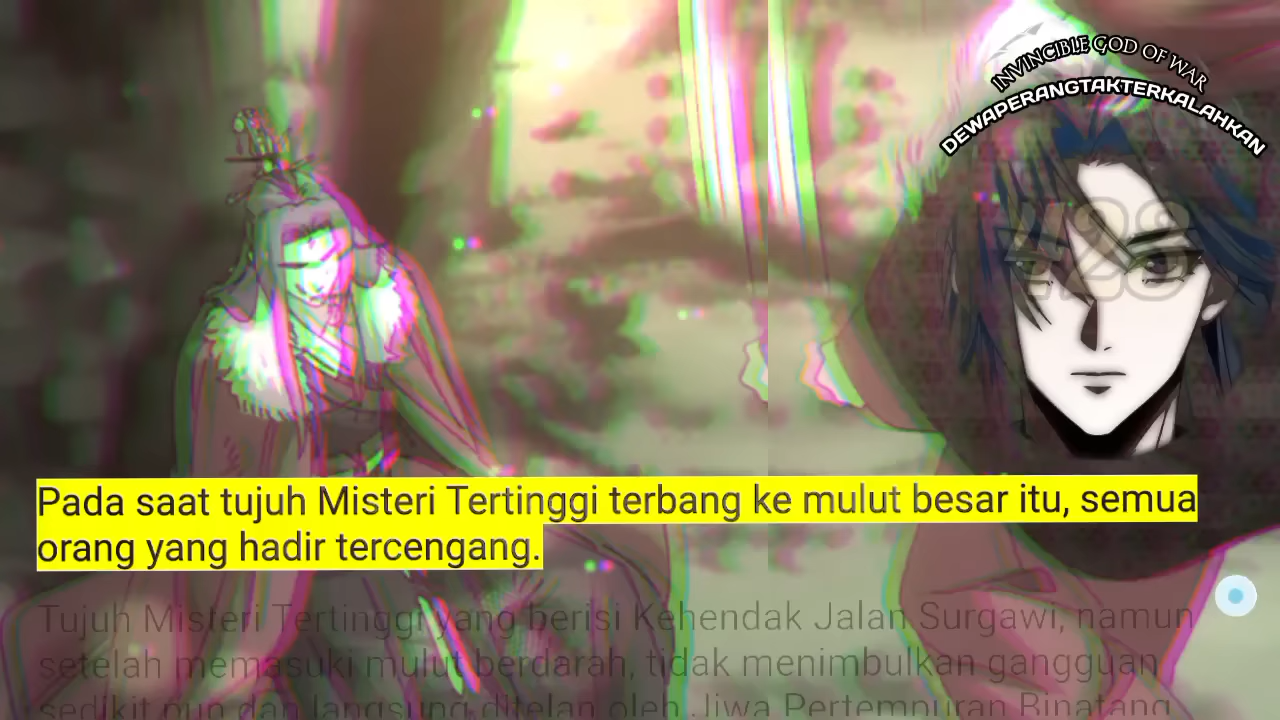 INVINCIBLE GOD OF WAR
DEWAPERANGTAKTERKALAHKAN
428
Pada saat tujuh Misteri Tertinggi terbang ke mulut besar itu, semua
orang yang hadir tercengang.
Tujuh Misteri Tertinggi yang berisi Kehendak Jalan Surgawi, namun
setelah memasuki mulut berdarah, tidak menimbulkan gangguan
sedikit pun dan langsung ditelan oleh Jiwa Pertempuran Binatang